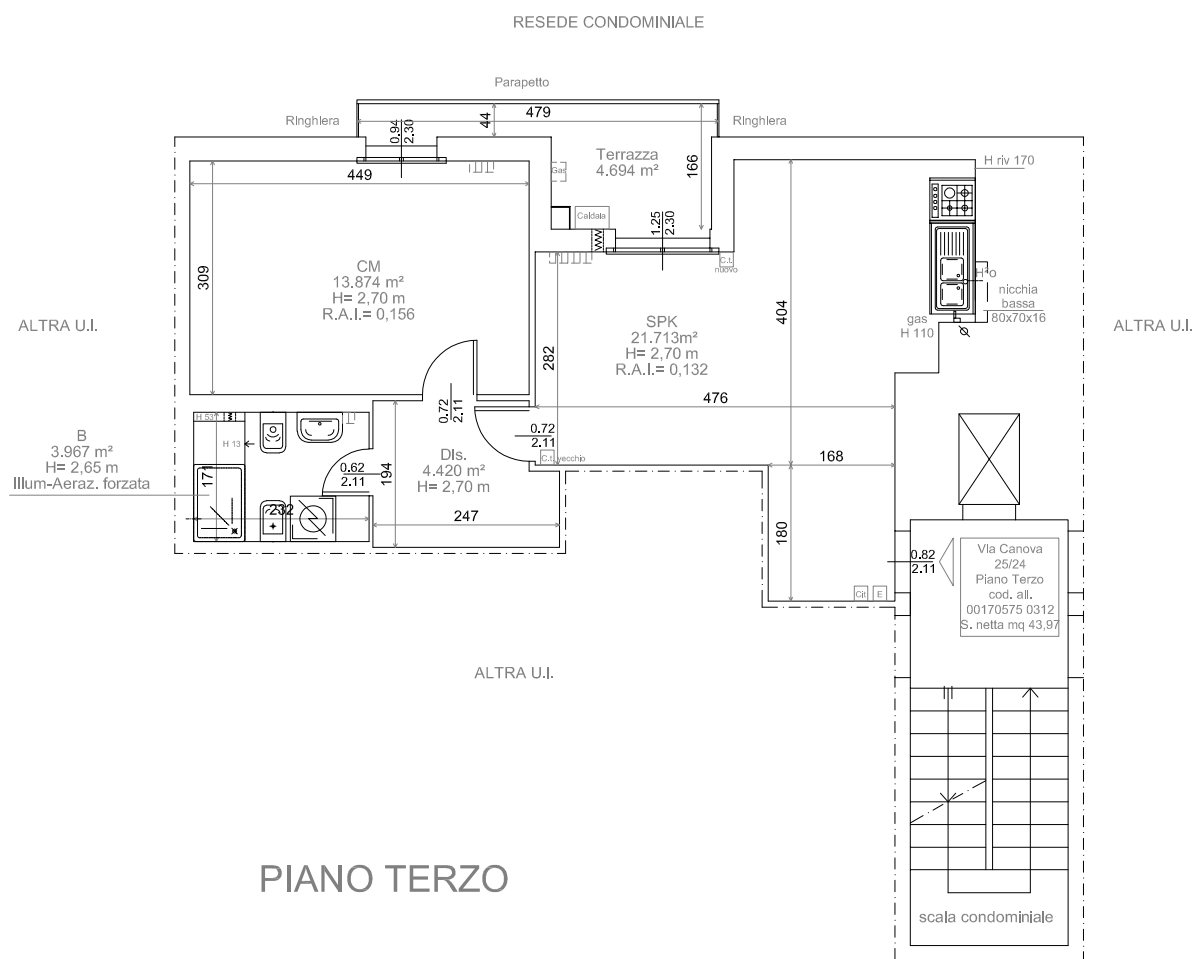 RESEDE CONDOMINIALE
Parapetto
Ringhiera
479
Ringhiera
44
0.94
2.30
Terrazza
4.694 m²
166
Gas
Caldaia
1.25
2.30
H riv 170
449
309
CM
13.874 m²
H= 2,70 m
R.A.I.= 0,156
C.t.
nuovo
H²o
nicchia
bassa
80x70x16
gas
H 110
ALTRA U.I.
ALTRA U.I.
SPK
21.713m²
H= 2,70 m
R.A.I.= 0,132
404
282
476
0.72
2.11
0.72
2.11
C.t. vecchio
168
B
3.967 m²
H= 2,65 m
Illum-Aeraz. forzata
H 53
H 13
171
232
0.62
2.11
194
Dis.
4.420 m²
H= 2,70 m
247
180
Cit
E
0.82
2.11
Via Canova
25/24
Piano Terzo
cod. all.
00170575 0312
S. netta mq 43,97
ALTRA U.I.
PIANO TERZO
scala condominiale